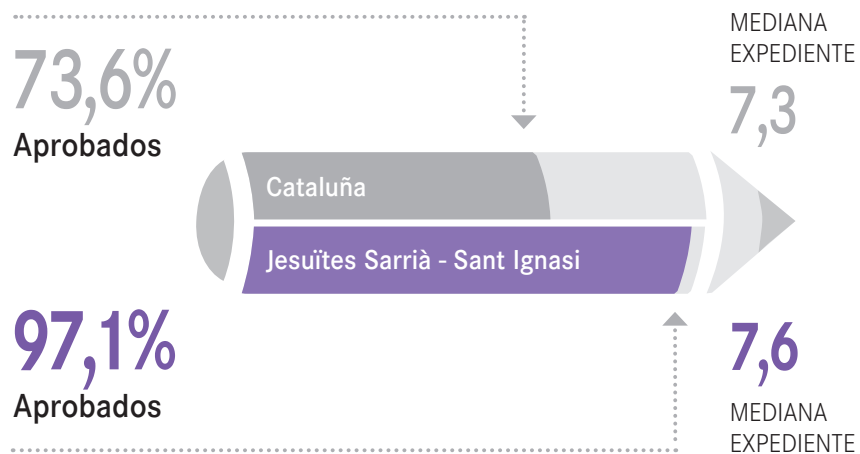 73,6%
Aprobados
MEDIANA
EXPEDIENTE
7,3
Cataluña
Jesuïtes Sarrià - Sant Ignasi
97,1%
Aprobados
7,6
MEDIANA
EXPEDIENTE